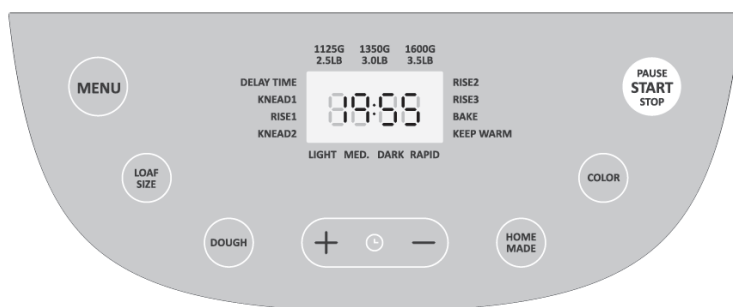 1125G 1350G 1600G
2.5LB 3.0LB 3.5LB
MENU
DELAY TIME
KNEAD1
RISE1
KNEAD2
19:55
RISE2
RISE3
BAKE
KEEP WARM
LIGHT MED. DARK RAPID
PAUSE
START
STOP
LOAF
SIZE
COLOR
DOUGH
+ −
HOME
MADE